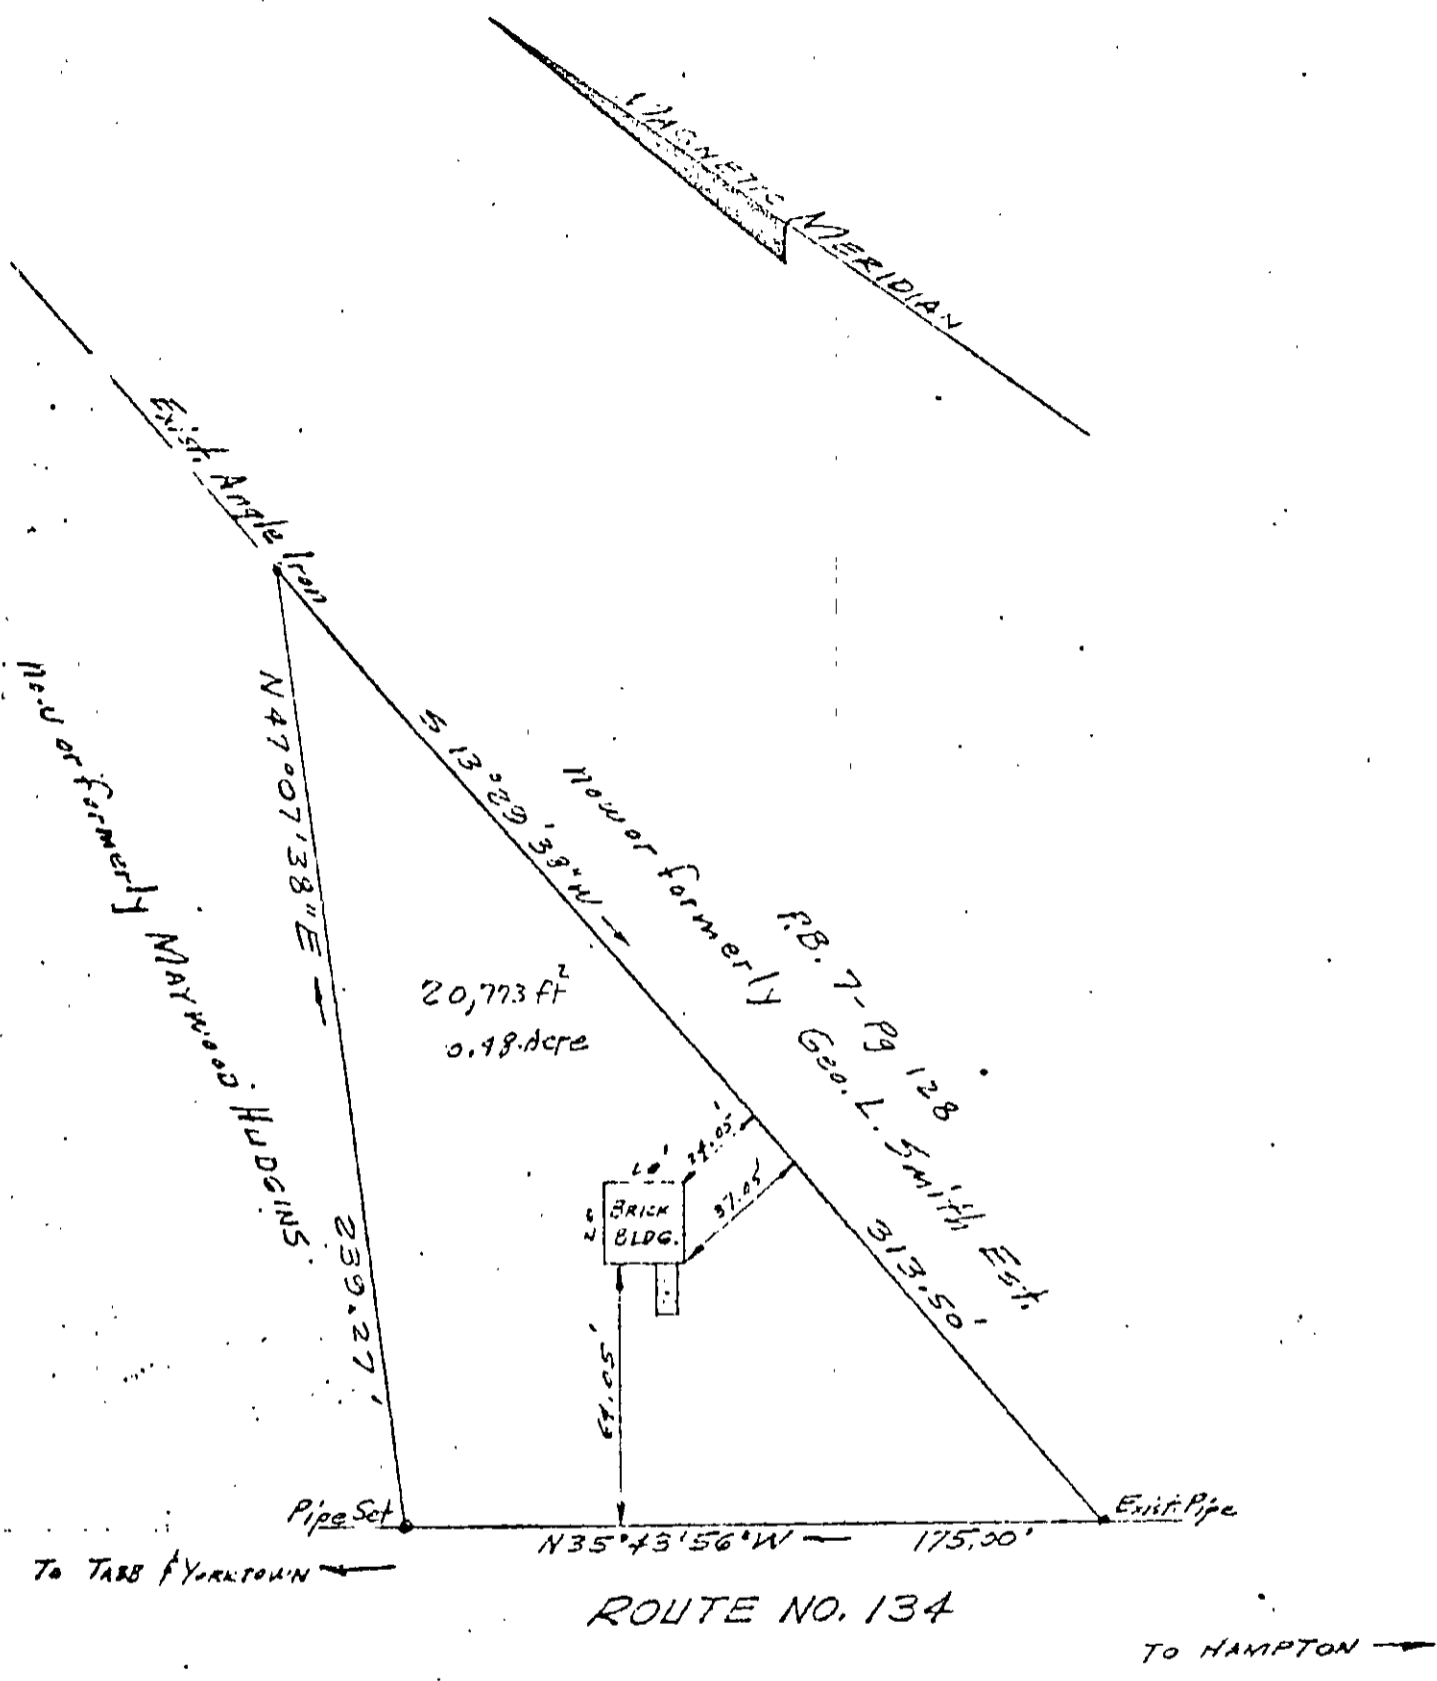 MAGNETIC MERIDIAN
Exist. Angle Iron
N 47°07'38"E
239.27'
S 13°29'38"W
313.50'
Now or formerly MAYWOOD HUDGINS
Now or formerly Geo. L. Smith Est.
P.B. 7-Pg 128
20,773 ft²
0.48 Acre
BRICK
BLDG.
37.05'
64.05'
Pipe Set
Exist. Pipe
N35°43'56"W
175.00'
To TABB & YORKTOWN
ROUTE NO. 134
TO HAMPTON